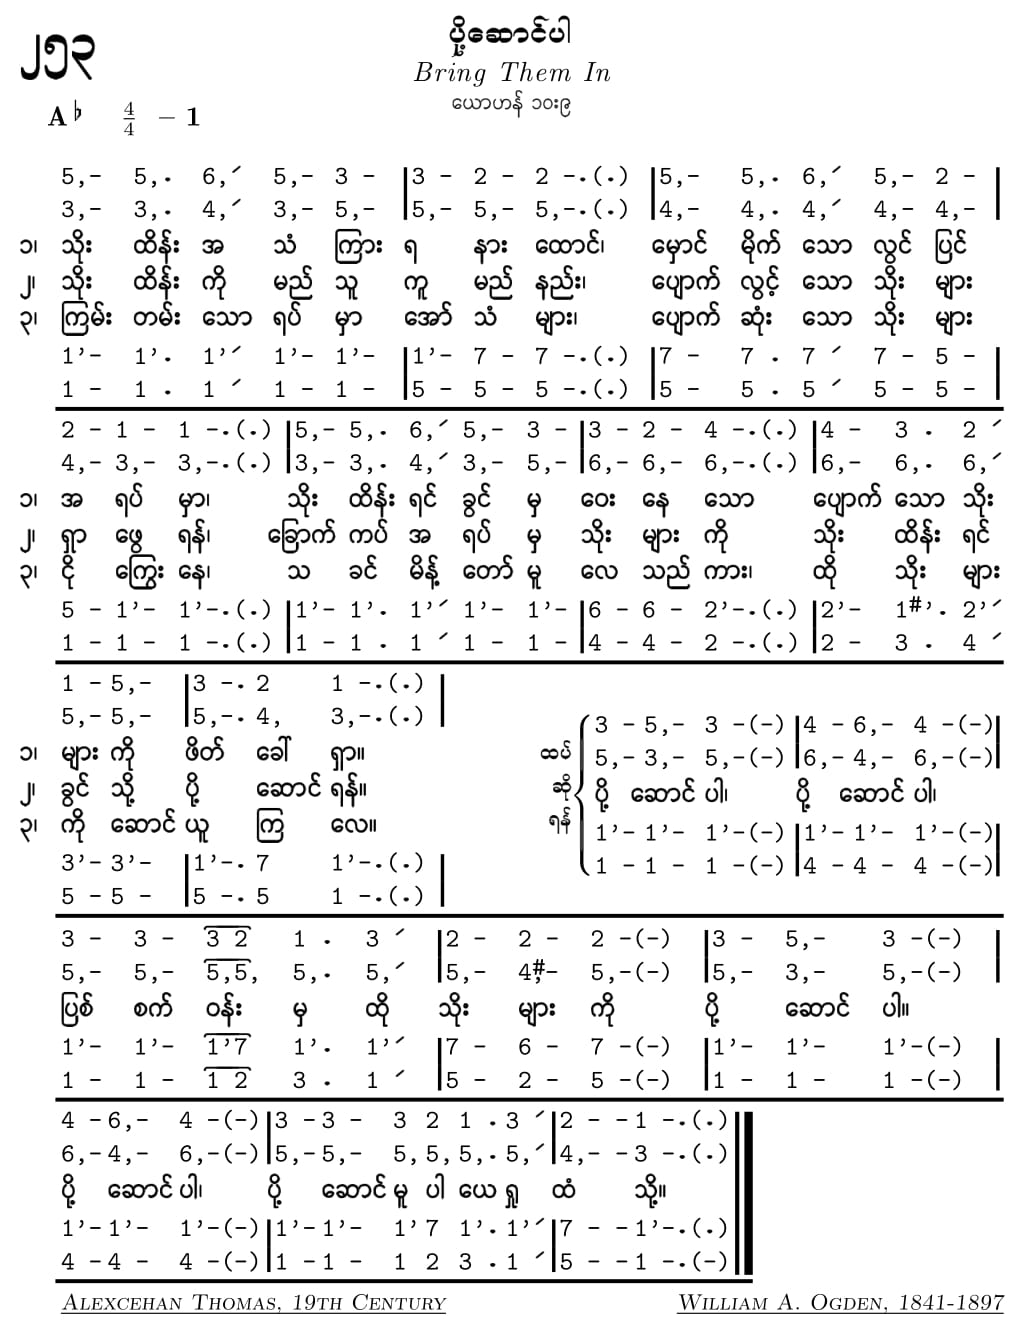 ၂၅၃
ပို့ဆောင်ပါ
Bring Them In
ယောဟန် ၁၀း၉
A♭ 4/4 – 1
5,– 5,. 6,ˊ 5,– 3 – |3 – 2 – 2 –.(.) |5,– 5,. 6,ˊ 5,– 2 – |
3,– 3,. 4,ˊ 3,– 5,– |5,– 5,– 5,–.(.) |4,– 4,. 4,ˊ 4,– 4,– |
၁၊ သိုး ထိန်း အ သံ ကြား ရ နား ထောင်၊ မှောင် မိုက် သော လွင် ပြင်
၂၊ သိုး ထိန်း ကို မည် သူ ကူ မည် နည်း၊ ပျောက် လွင့် သော သိုး များ
၃၊ ကြမ်း တမ်း သော ရပ် မှာ အော် သံ များ၊ ပျောက် ဆုံး သော သိုး များ
1’– 1’. 1’ˊ 1’– 1’– |1’– 7 – 7 –.(.) |7 – 7 . 7 ˊ 7 – 5 – |
1 – 1 . 1 ˊ 1 – 1 – |5 – 5 – 5 –.(.) |5 – 5 . 5 ˊ 5 – 5 – |
2 – 1 – 1 –.(.) |5,– 5,. 6,ˊ 5,– 3 – |3 – 2 – 4 –.(.) |4 – 3 . 2 ˊ
4,– 3,– 3,–.(.) |3,– 3,. 4,ˊ 3,– 5,– |6,– 6,– 6,–.(.) |6,– 6,. 6,ˊ
၁၊ အ ရပ် မှာ၊ သိုး ထိန်း ရင် ခွင် မှ ဝေး နေ သော ပျောက် သော သိုး
၂၊ ရှာ ဖွေ ရန်၊ ခြောက် ကပ် အ ရပ် မှ သိုး များ ကို သိုး ထိန်း ရင်
၃၊ ငို ကြွေး နေ၊ သ ခင် မိန့် တော် မူ လေ သည် ကား၊ ထို သိုး များ
5 – 1’– 1’–.(.) |1’– 1’. 1’ˊ 1’– 1’– |6 – 6 – 2’–.(.) |2’– 1#’. 2’ˊ
1 – 1 – 1 –.(.) |1 – 1 . 1 ˊ 1 – 1 – |4 – 4 – 2 –.(.) |2 – 3 . 4 ˊ
1 – 5,– |3 –. 2 1 –.(.) |
5,– 5,– |5,–. 4, 3,–.(.) |
၁၊ များ ကို ဖိတ် ခေါ် ရှာ။
၂၊ ခွင် သို့ ပို့ ဆောင် ရန်။
၃၊ ကို ဆောင် ယူ ကြ လေ။
3’– 3’– |1’–. 7 1’–.(.) |
5 – 5 – |5 –. 5 1 –.(.) |
ထပ်
ဆို
ရန်
3 – 5,– 3 –(–) |4 – 6,– 4 –(–)|
5,– 3,– 5,–(–) |6,– 4,– 6,–(–)|
ပို့ ဆောင် ပါ၊ ပို့ ဆောင် ပါ၊
1’– 1’– 1’–(–) |1’– 1’– 1’–(–)|
1 – 1 – 1 –(–) |4 – 4 – 4 –(–)|
3 – 3 – 3 2 1 . 3 ˊ |2 – 2 – 2 –(–) |3 – 5,– 3 –(–) |
5,– 5,– 5,5, 5,. 5,ˊ |5,– 4#,– 5,–(–) |5,– 3,– 5,–(–) |
ပြစ် စက် ဝန်း မှ ထို သိုး များ ကို ပို့ ဆောင် ပါ။
1’– 1’– 1’7 1’. 1’ˊ |7 – 6 – 7 –(–) |1’– 1’– 1’–(–) |
1 – 1 – 1 2 3 . 1 ˊ |5 – 2 – 5 –(–) |1 – 1 – 1 –(–) |
4 – 6,– 4 –(–) |3 – 3 – 3 2 1 . 3 ˊ |2 – – 1 –.(.) ||
6,– 4,– 6,–(–) |5,– 5,– 5, 5, 5,. 5,ˊ |4,– – 3 –.(.) ||
ပို့ ဆောင် ပါ၊ ပို့ ဆောင် မူ ပါ ယေ ရှု ထံ သို့။
1’– 1’– 1’–(–) |1’– 1’– 1’ 7 1’. 1’ˊ |7 – – 1’–.(.) ||
4 – 4 – 4 –(–) |1 – 1 – 1 2 3 . 1 ˊ |5 – – 1 –.(–) ||
Alexcehan Thomas, 19th Century William A. Ogden, 1841-1897